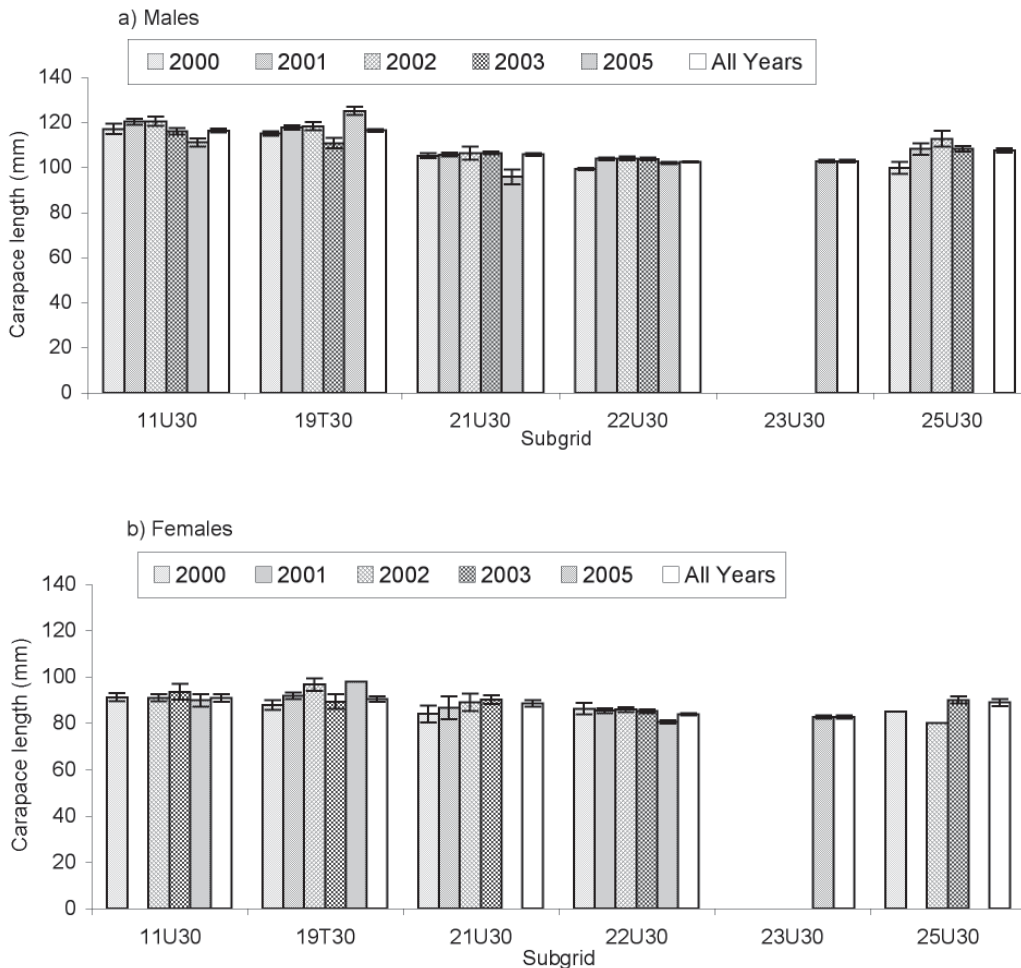 a) Males
2000 2001 2002 2003 2005 All Years
140
120
100
80
60
40
20
0
Carapace length (mm)
11U30 19T30 21U30 22U30 23U30 25U30
Subgrid
b) Females
2000 2001 2002 2003 2005 All Years
140
120
100
80
60
40
20
0
Carapace length (mm)
11U30 19T30 21U30 22U30 23U30 25U30
Subgrid